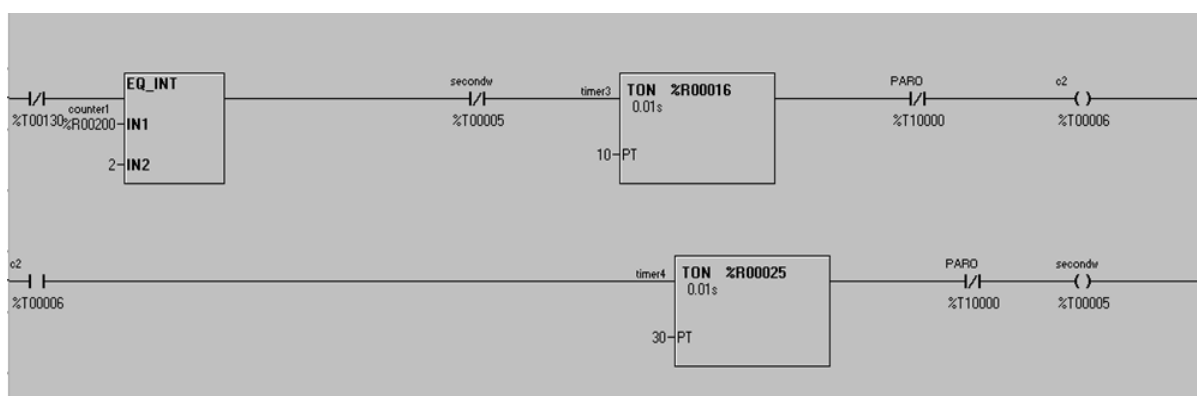 EQ_INT
counter1
%T00130 %R00200 IN1
2 IN2
secondw
%T00005
timer3 TON %R00016
0.01s
10 PT
PARO
%T10000
c2
%T00006
c2
%T00006
timer4 TON %R00025
0.01s
30 PT
PARO
%T10000
secondw
%T00005